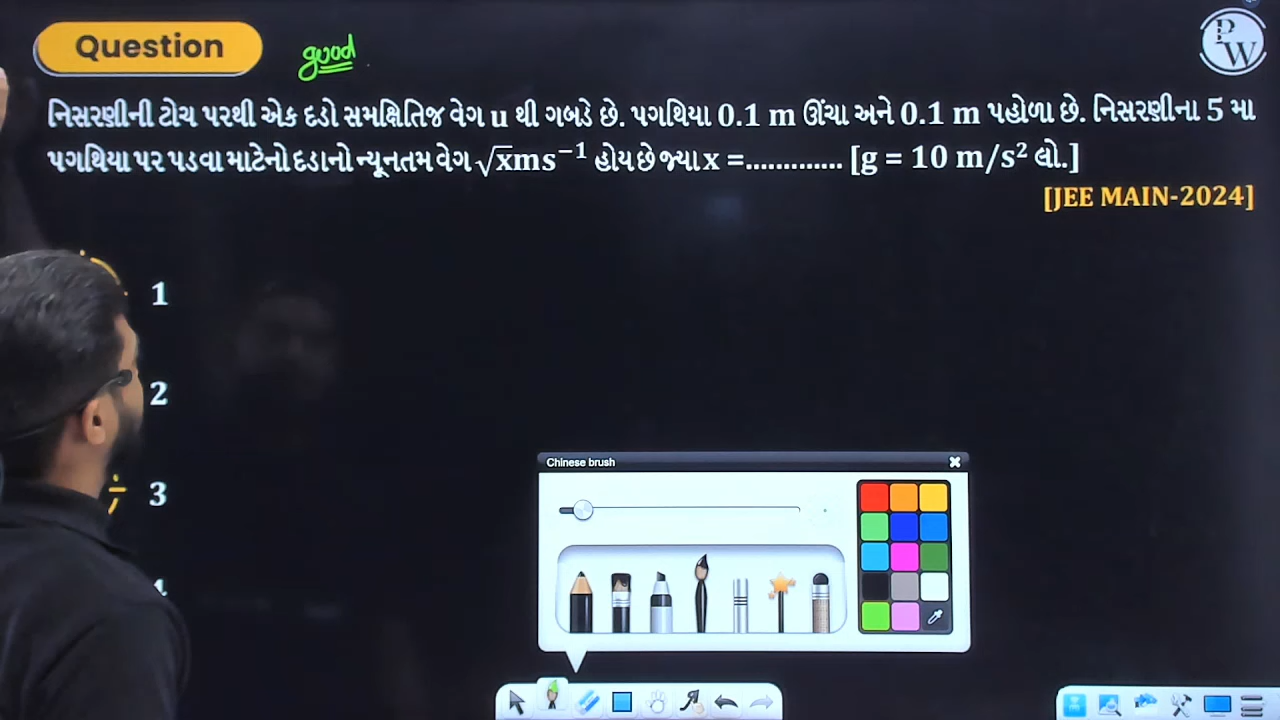 Question
good
PW
નિસરણીની ટોચ પરથી એક દડો સમક્ષિતિજ વેગ u થી ગબડે છે. પગથિયા 0.1 m ઊંચા અને 0.1 m પહોળા છે. નિસરણીના 5 મા
પગથિયા પર પડવા માટેનો દડાનો ન્યૂનતમ વેગ √x ms⁻¹ હોય છે જ્યા x =............. [g = 10 m/s² લો.]
[JEE MAIN-2024]
1
2
3
Chinese brush